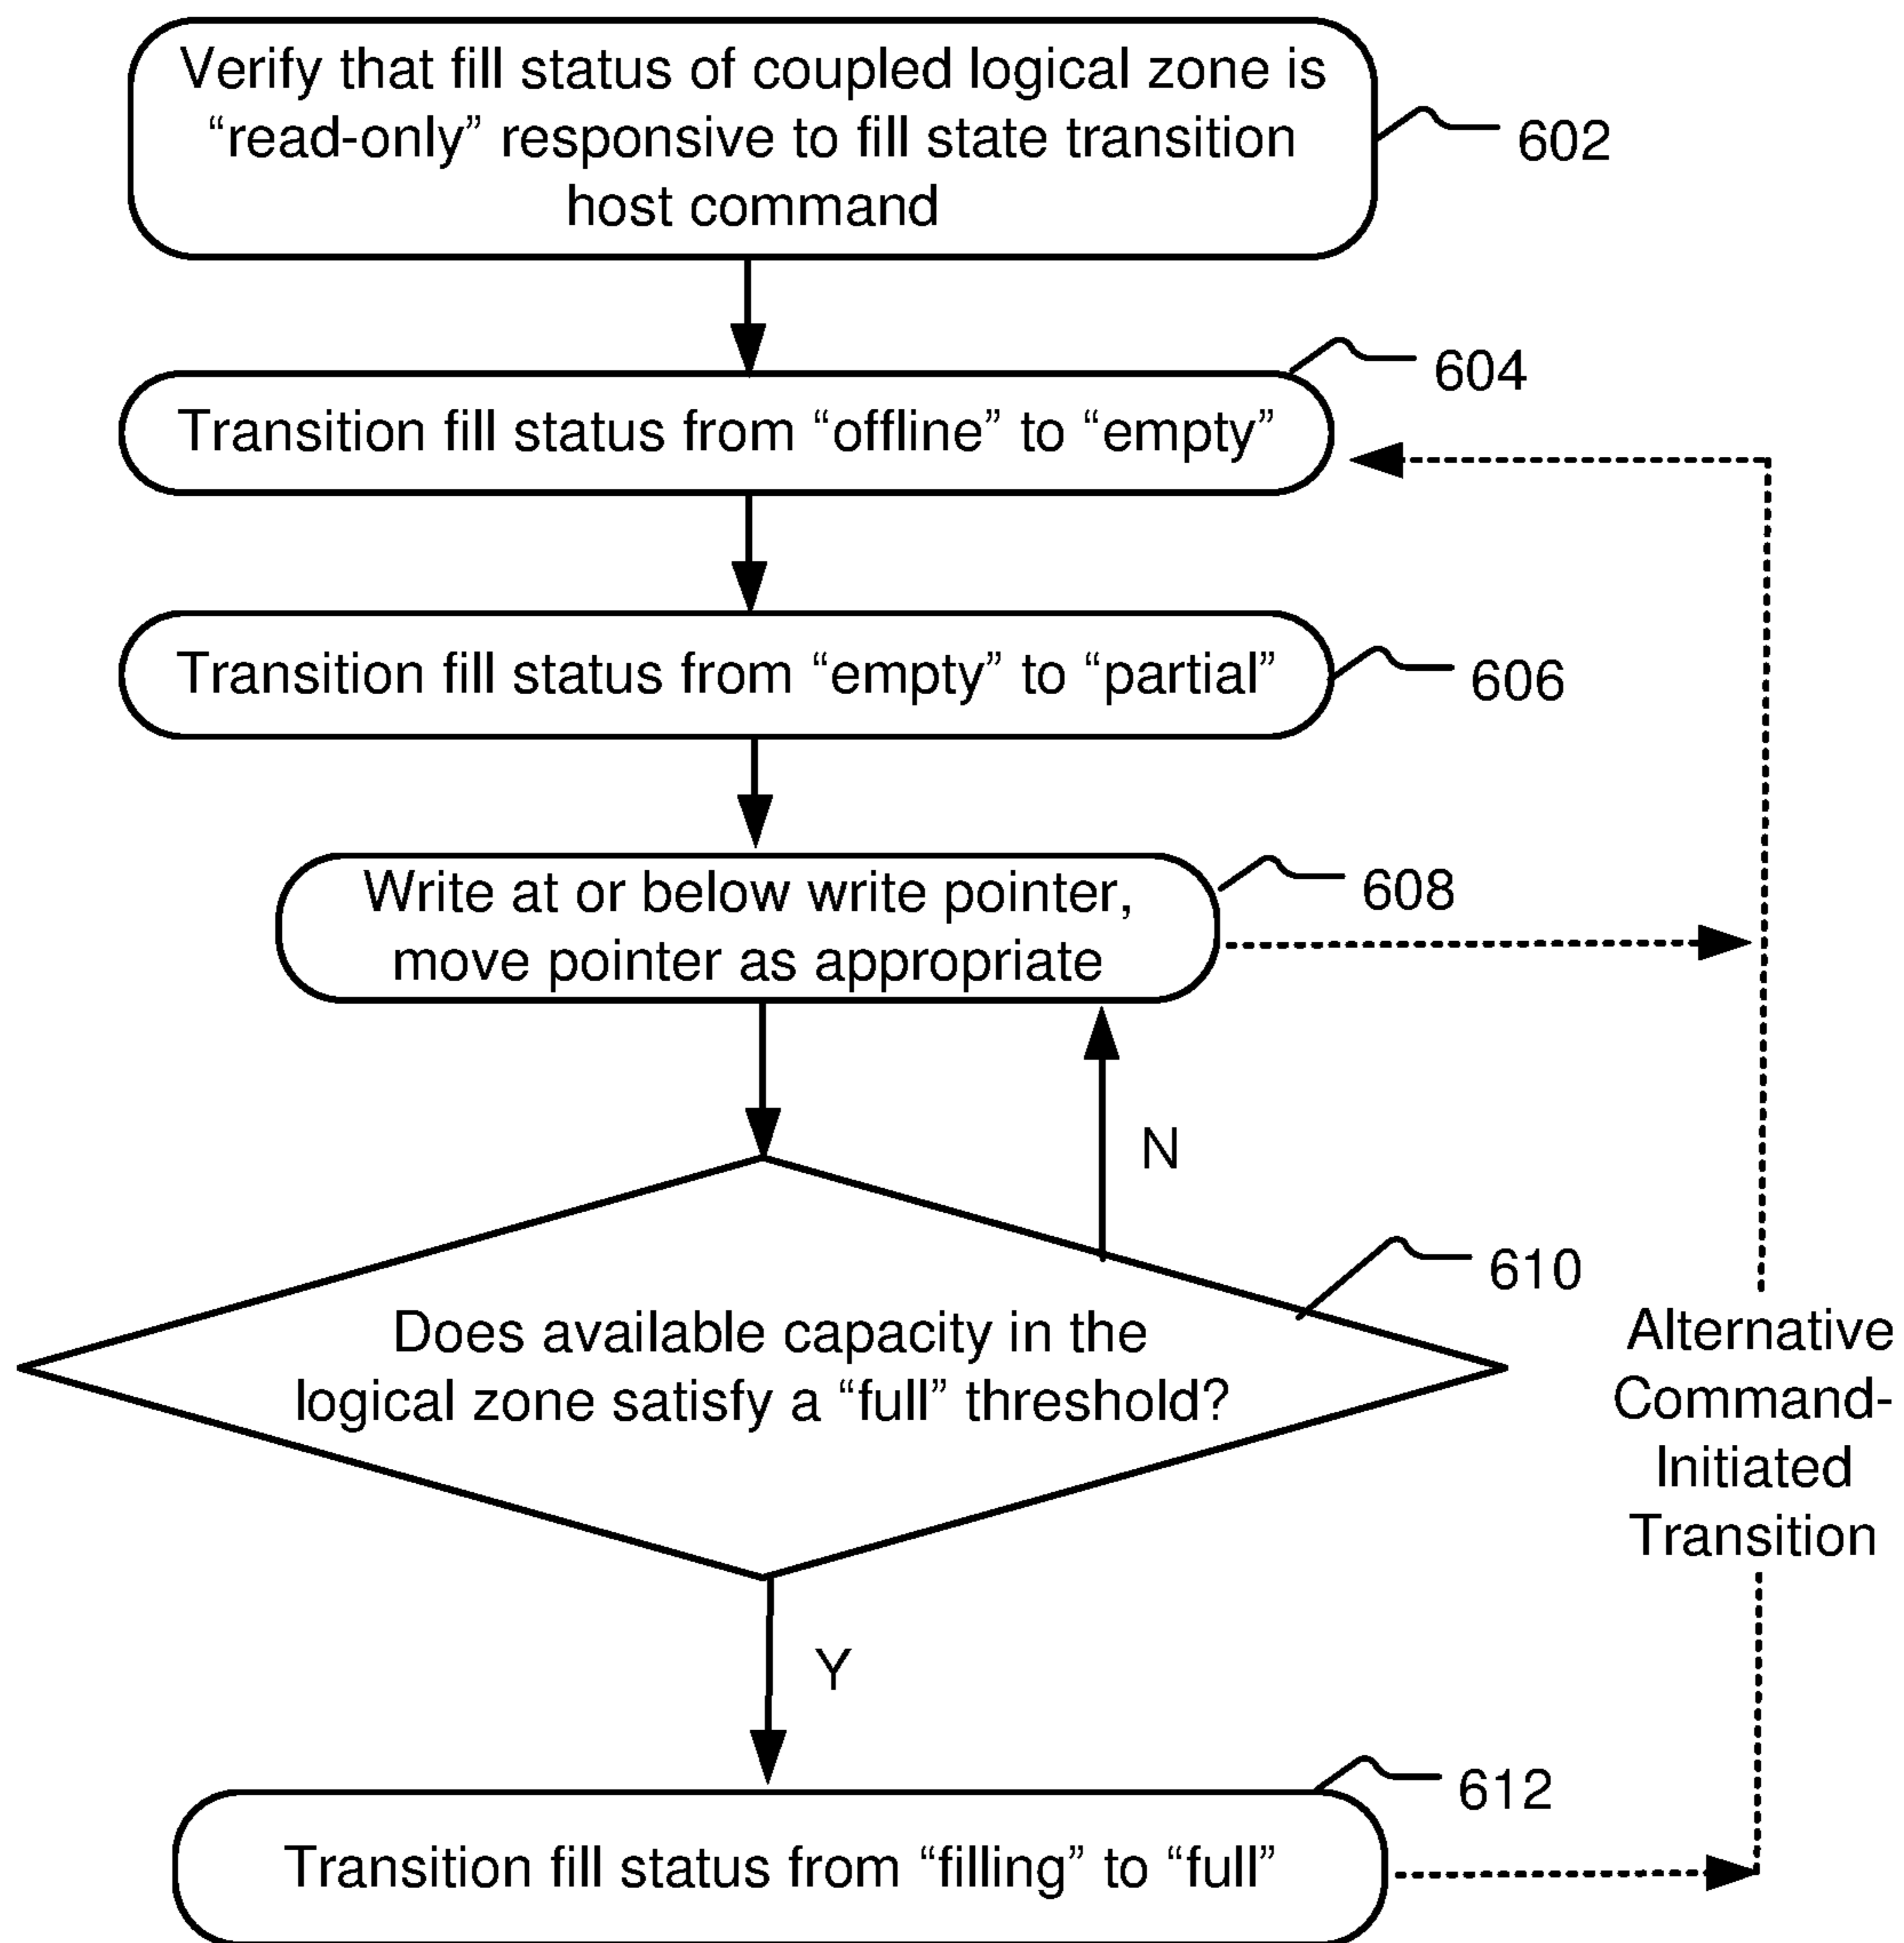 Verify that fill status of coupled logical zone is
“read-only” responsive to fill state transition
host command
602
604
Transition fill status from “offline” to “empty”
Transition fill status from “empty” to “partial”
606
Write at or below write pointer,
move pointer as appropriate
608
N
610
Does available capacity in the
logical zone satisfy a “full” threshold?
Alternative
Command-
Initiated
Transition
Y
612
Transition fill status from “filling” to “full”